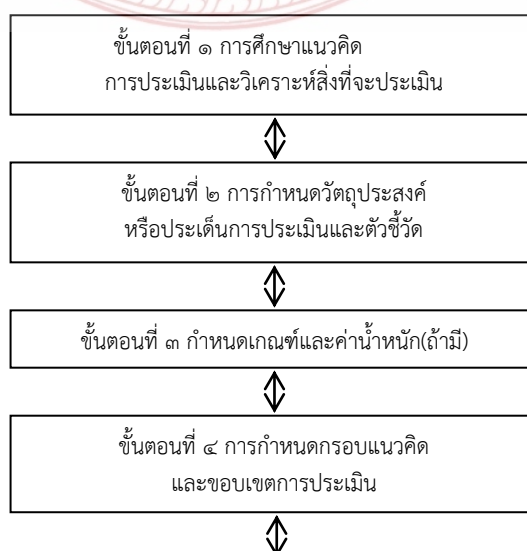 ขั้นตอนที่ ๑ การศึกษาแนวคิด
การประเมินและวิเคราะห์สิ่งที่จะประเมิน
ขั้นตอนที่ ๒ การกำหนดวัตถุประสงค์
หรือประเด็นการประเมินและตัวชี้วัด
ขั้นตอนที่ ๓ กำหนดเกณฑ์และค่าน้ำหนัก(ถ้ามี)
ขั้นตอนที่ ๔ การกำหนดกรอบแนวคิด
และขอบเขตการประเมิน